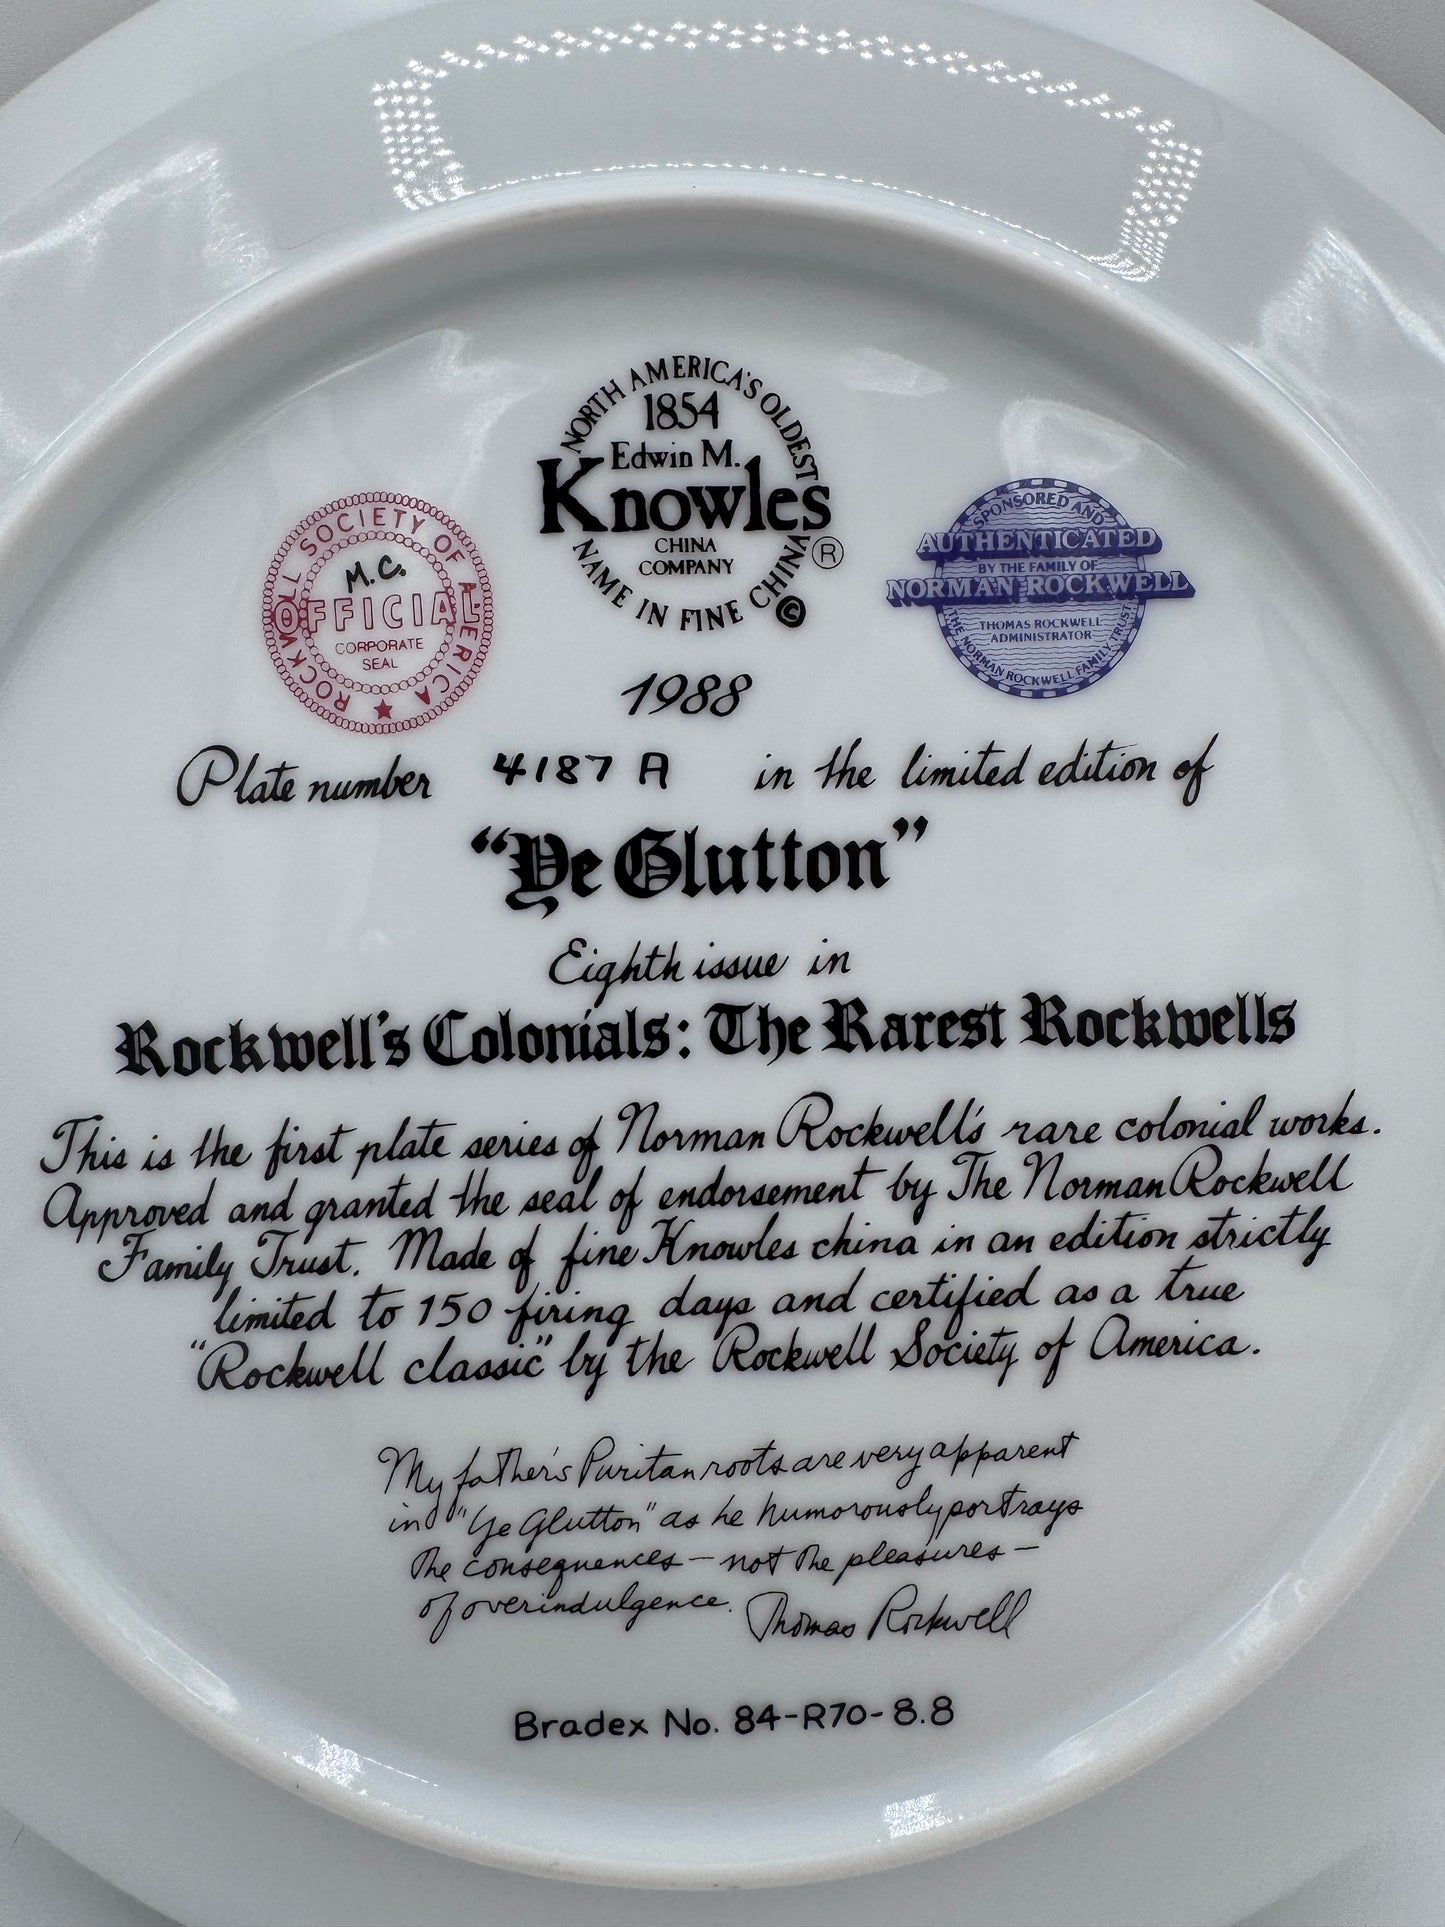 NORTH AMERICA'S OLDEST
1854
Edwin M.
Knowles
CHINA
COMPANY
NAME IN FINE CHINA
®
©
ROCKWELL SOCIETY OF AMERICA
M.C.
OFFICIAL
CORPORATE
SEAL
SPONSORED AND
AUTHENTICATED
BY THE FAMILY OF
NORMAN ROCKWELL
THOMAS ROCKWELL
ADMINISTRATOR
THE NORMAN ROCKWELL FAMILY TRUST
1988
Plate number 4187 A in the limited edition of
"Ye Glutton"
Eighth issue in
Rockwell's Colonials: The Rarest Rockwells
This is the first plate series of Norman Rockwell's rare colonial works.
Approved and granted the seal of endorsement by The Norman Rockwell
Family Trust. Made of fine Knowles china in an edition strictly
limited to 150 firing days and certified as a true
"Rockwell classic" by the Rockwell Society of America.
My father's Puritan roots are very apparent
in "Ye Glutton" as he humorously portrays
the consequences — not the pleasures —
of overindulgence. Thomas Rockwell
Bradex No. 84-R70-8.8